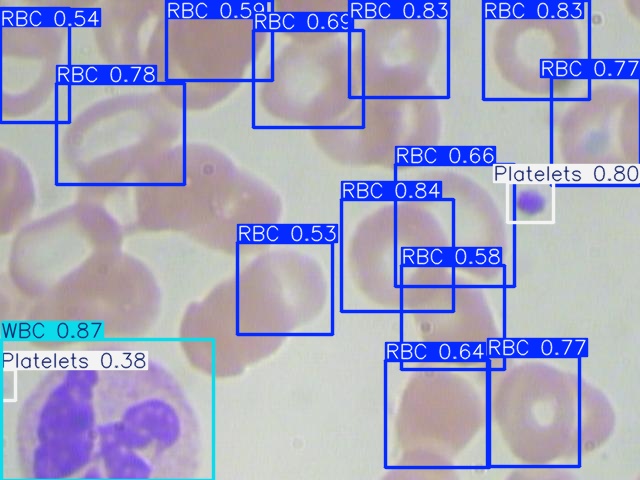 RBC 0.54
RBC 0.59
RBC 0.69
RBC 0.83
RBC 0.83
RBC 0.78
RBC 0.77
RBC 0.66
Platelets 0.80
RBC 0.84
RBC 0.53
RBC 0.58
WBC 0.87
Platelets 0.38
RBC 0.64
RBC 0.77